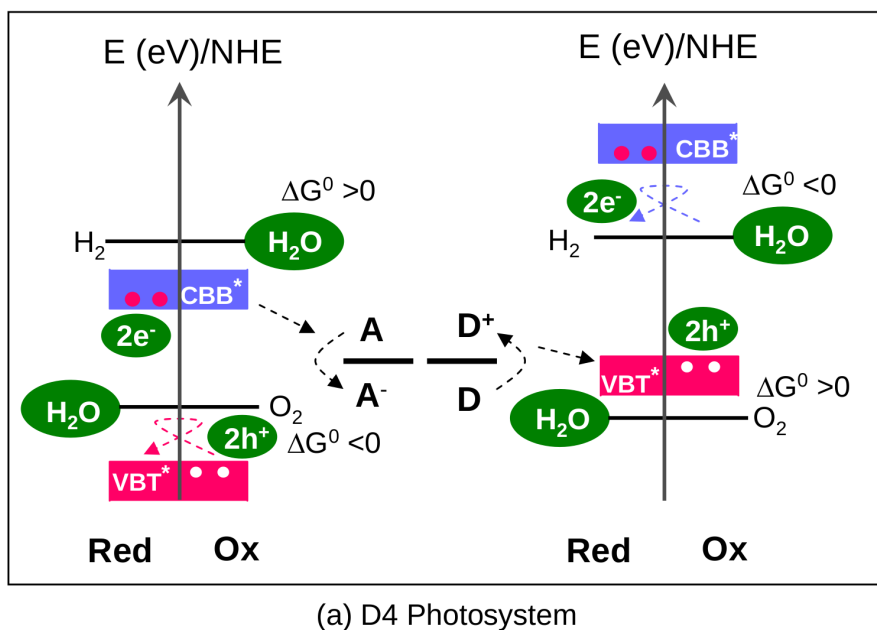 E (eV)/NHE
E (eV)/NHE
CBB*
ΔG⁰ >0
2e⁻
ΔG⁰ <0
H₂
H₂O
H₂
H₂O
CBB*
2e⁻
A
D⁺
2h⁺
VBT*
A⁻
D
ΔG⁰ >0
H₂O
O₂
H₂O
O₂
2h⁺
ΔG⁰ <0
VBT*
Red
Ox
Red
Ox
(a) D4 Photosystem